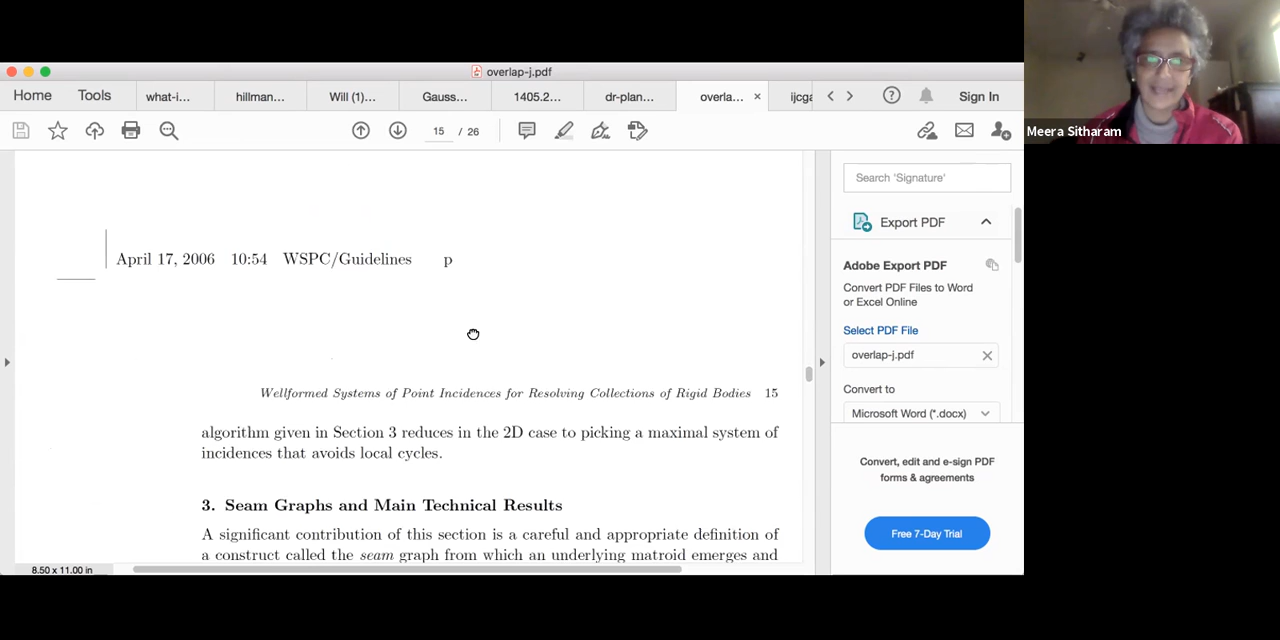 overlap-j.pdf
Home Tools what-i... hillman... Will (1)... Gauss... 1405.2... dr-plan... overla... × ijcga Sign In
15 / 26
Meera Sitharam
Search 'Signature'
Export PDF
April 17, 2006 10:54 WSPC/Guidelines p
Adobe Export PDF
Convert PDF Files to Word
or Excel Online
Select PDF File
overlap-j.pdf
Convert to
Microsoft Word (*.docx)
Wellformed Systems of Point Incidences for Resolving Collections of Rigid Bodies 15
algorithm given in Section 3 reduces in the 2D case to picking a maximal system of
incidences that avoids local cycles.
Convert, edit and e-sign PDF
forms & agreements
3. Seam Graphs and Main Technical Results
A significant contribution of this section is a careful and appropriate definition of
a construct called the seam graph from which an underlying matroid emerges and
Free 7-Day Trial
8.50 x 11.00 in